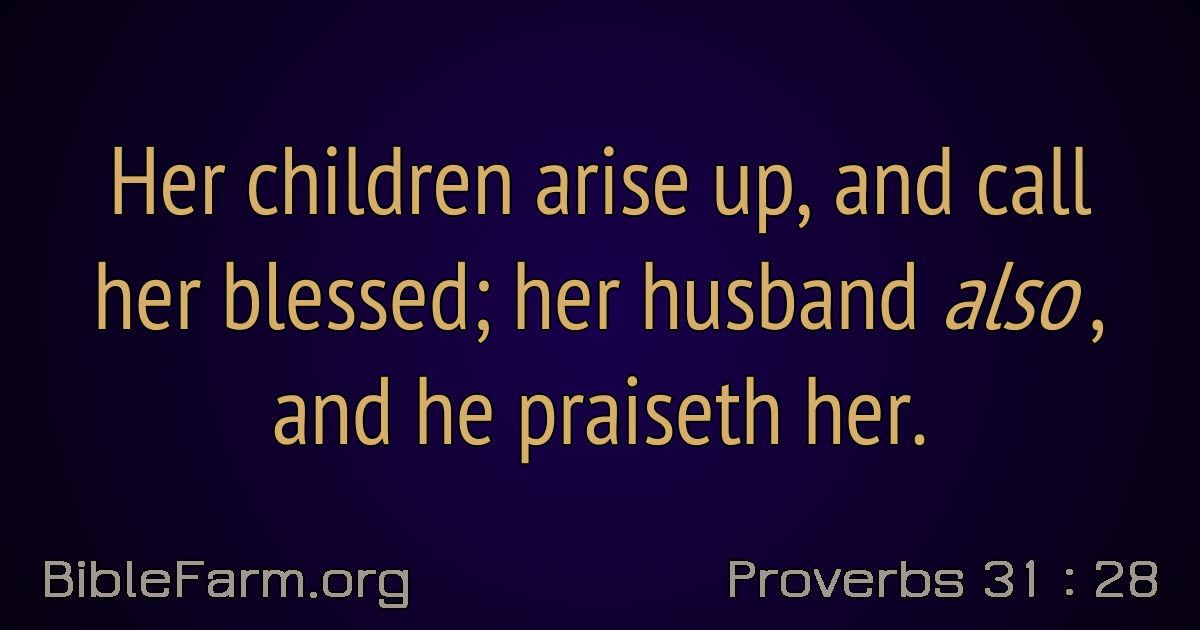 Her children arise up, and call
her blessed; her husband also,
and he praiseth her.
BibleFarm.org
Proverbs 31 : 28